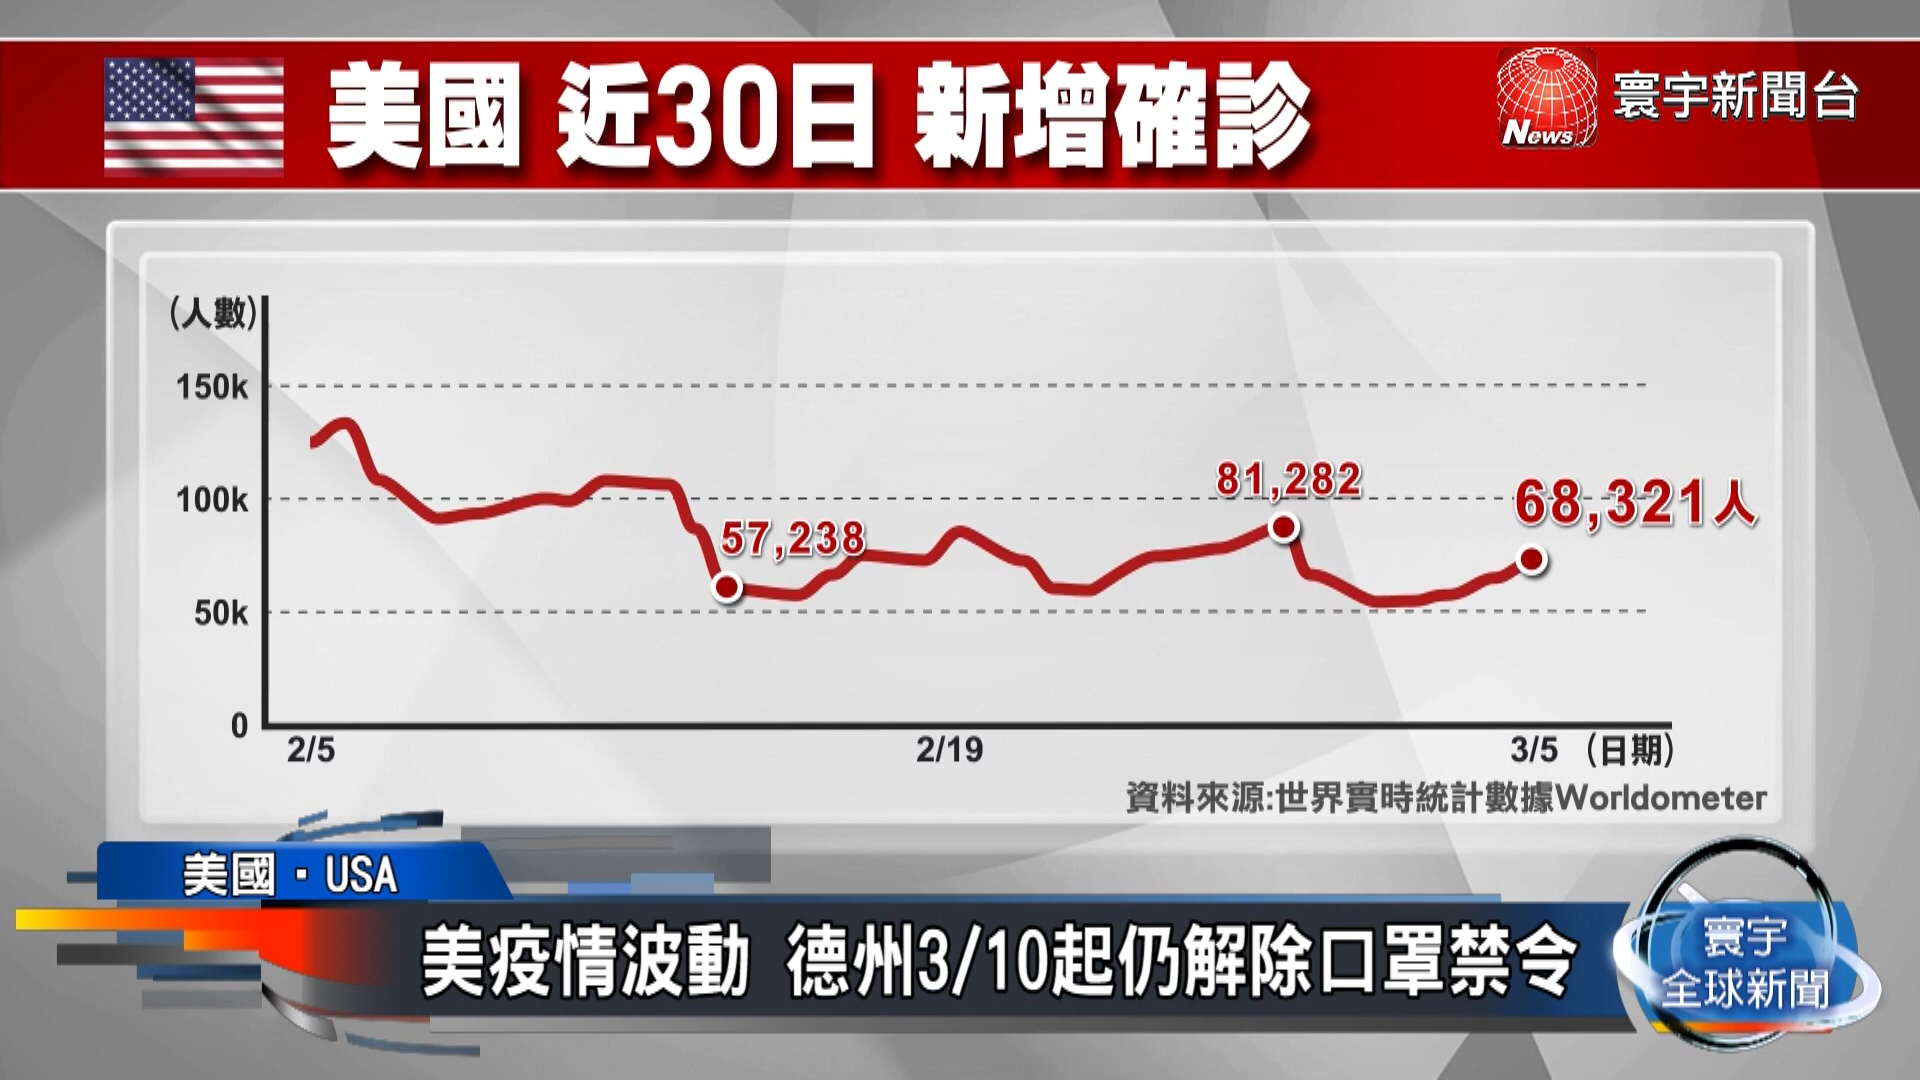 美國 近30日 新增確診
News
寰宇新聞台
(人數)
150k
100k
50k
0
57,238
81,282
68,321人
2/5
2/19
3/5
(日期)
資料來源:世界實時統計數據Worldometer
美國·USA
美疫情波動 德州3/10起仍解除口罩禁令
寰宇
全球新聞